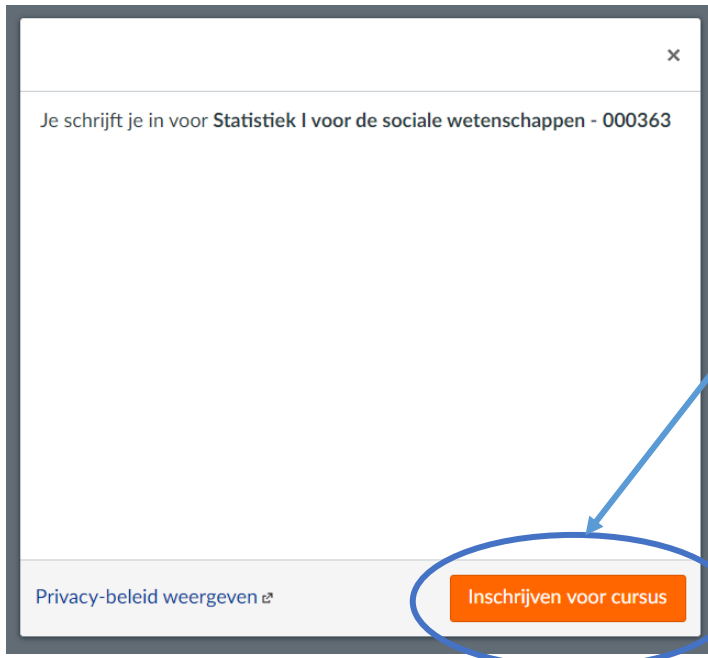 ×
Je schrijft je in voor Statistiek I voor de sociale wetenschappen - 000363
Privacy-beleid weergeven
Inschrijven voor cursus